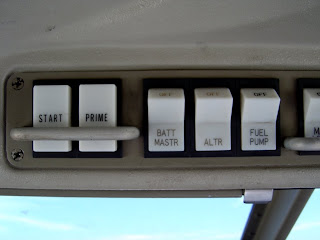 START
PRIME
OFF
BATT
MASTR
OFF
ALTR
OFF
FUEL
PUMP